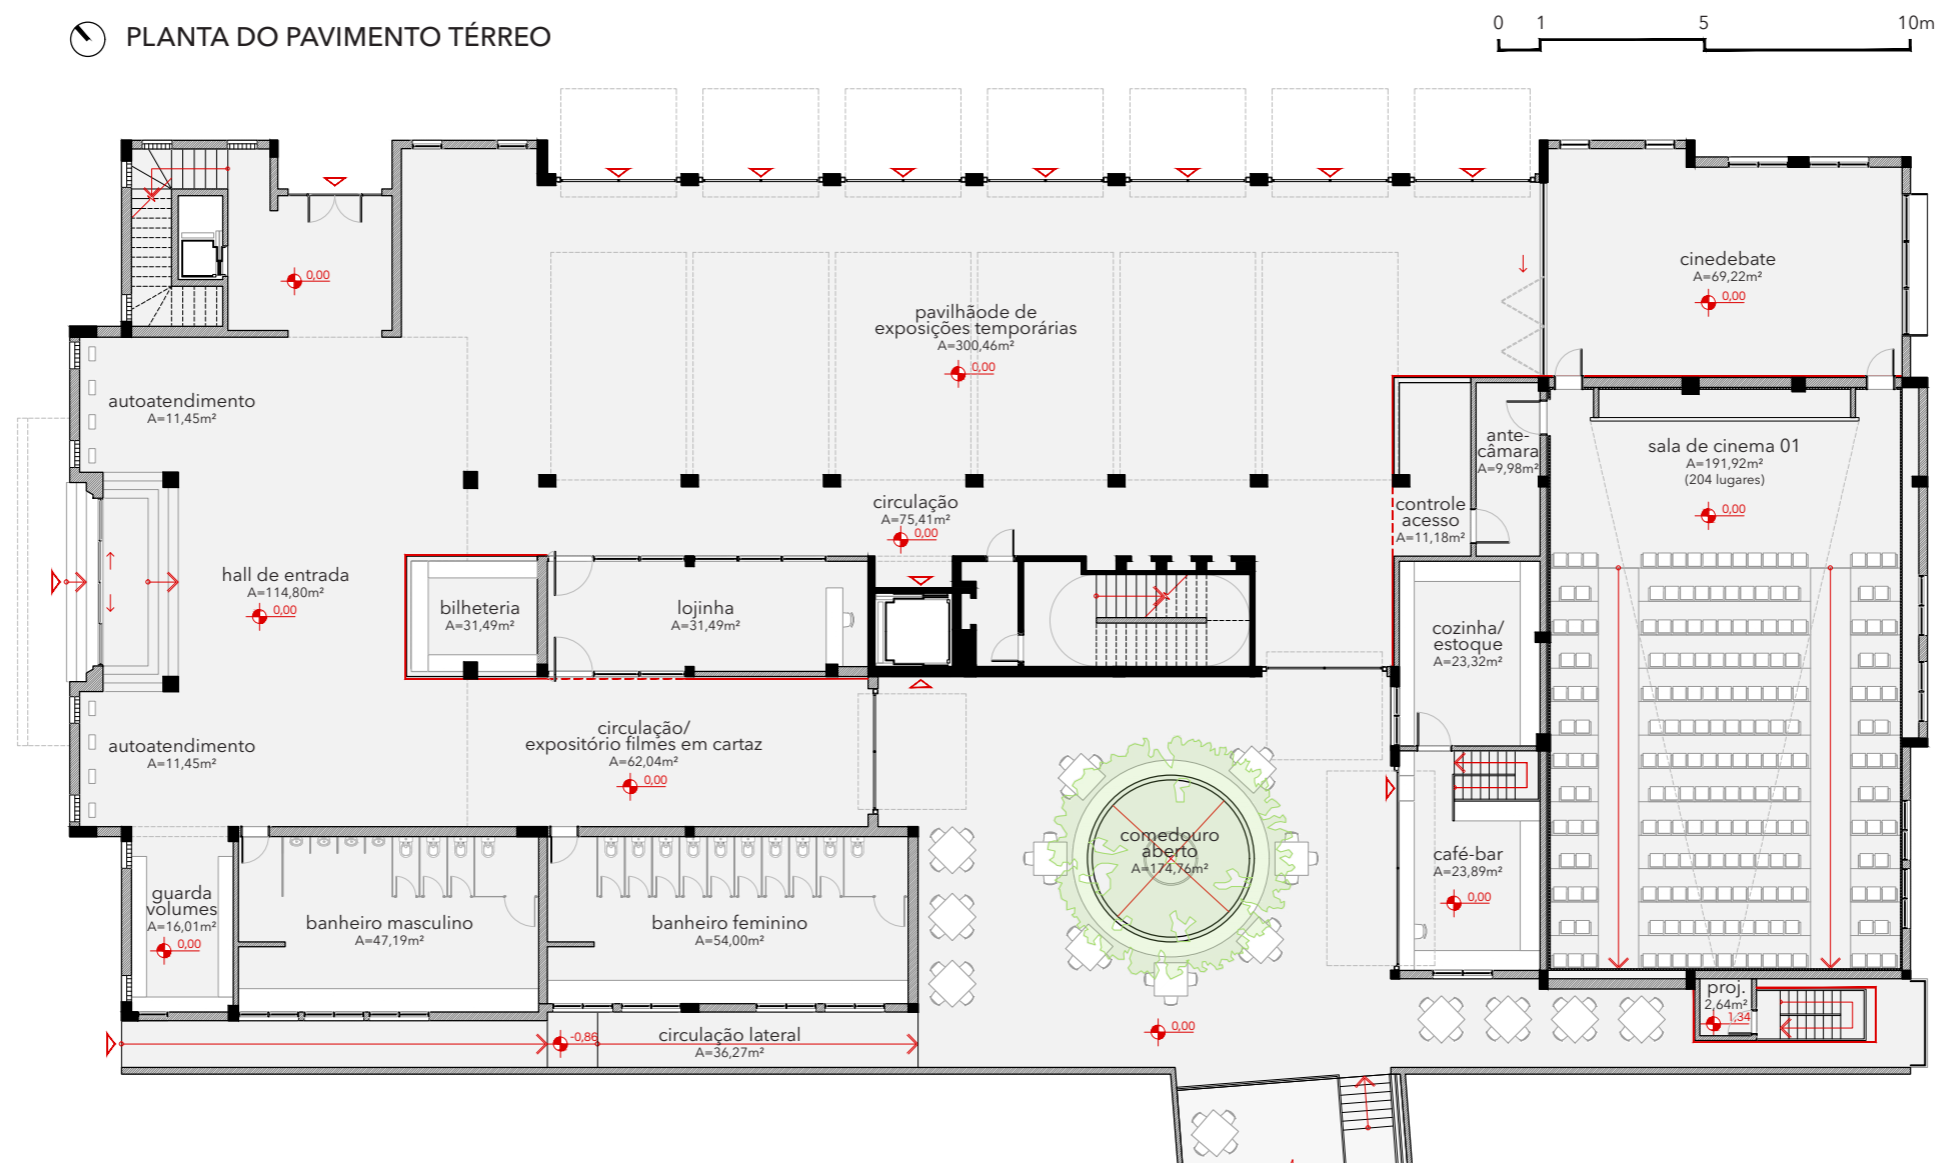 PLANTA DO PAVIMENTO TÉRREO
0 1 5 10m
0,00
cinedebate
A=69,22m²
0,00
pavilhãode de
exposições temporárias
A=300,46m²
0,00
autoatendimento
A=11,45m²
ante-
câmara
A=9,98m²
sala de cinema 01
A=191,92m²
(204 lugares)
0,00
circulação
A=75,41m²
0,00
controle
acesso
A=11,18m²
hall de entrada
A=114,80m²
0,00
bilheteria
A=31,49m²
lojinha
A=31,49m²
cozinha/
estoque
A=23,32m²
autoatendimento
A=11,45m²
circulação/
expositório filmes em cartaz
A=62,04m²
0,00
comedouro
aberto
A=174,76m²
café-bar
A=23,89m²
0,00
guarda
volumes
A=16,01m²
0,00
banheiro masculino
A=47,19m²
banheiro feminino
A=54,00m²
proj.
2,64m²
1,34
-0,86
circulação lateral
A=36,27m²
0,00